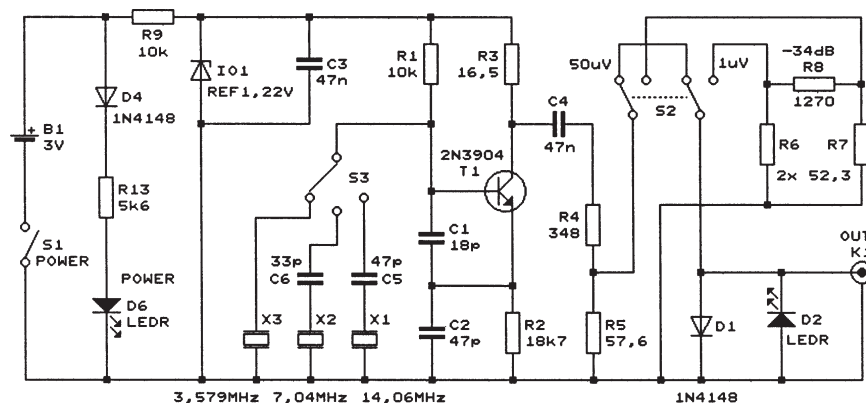 R9
10k
IO1
REF1,22V
C3
47n
R1
10k
R3
16,5
50uV
1uV
S2
-34dB
R8
1270
D4
1N4148
C4
47n
B1
3V
2N3904
T1
R6
R7
2x 52,3
S3
R13
5k6
R4
348
S1
POWER
C1
18p
OUT
K1
33p
C6
47p
C5
POWER
D6
LEDR
X3
X2
X1
C2
47p
R2
18k7
R5
57,6
D1
D2
LEDR
3,579MHz 7,04MHz 14,06MHz
1N4148